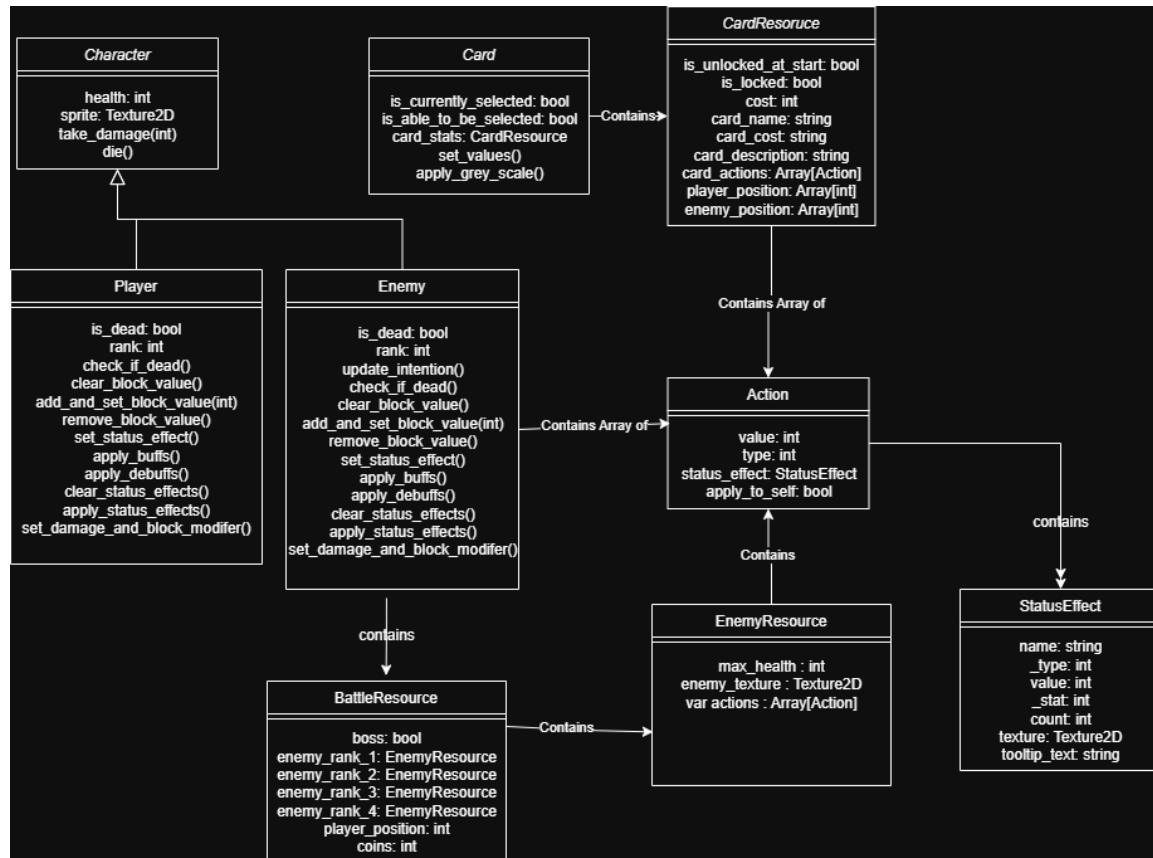 Character
health: int
sprite: Texture2D
take_damage(int)
die()
Card
is_currently_selected: bool
is_able_to_be_selected: bool
card_stats: CardResource
set_values()
apply_grey_scale()
Contains
CardResoruce
is_unlocked_at_start: bool
is_locked: bool
cost: int
card_name: string
card_cost: string
card_description: string
card_actions: Array[Action]
player_position: Array[int]
enemy_position: Array[int]
Player
is_dead: bool
rank: int
check_if_dead()
clear_block_value()
add_and_set_block_value(int)
remove_block_value()
set_status_effect()
apply_buffs()
apply_debuffs()
clear_status_effects()
apply_status_effects()
set_damage_and_block_modifer()
Enemy
is_dead: bool
rank: int
update_intention()
check_if_dead()
clear_block_value()
add_and_set_block_value(int)
remove_block_value()
set_status_effect()
apply_buffs()
apply_debuffs()
clear_status_effects()
apply_status_effects()
set_damage_and_block_modifer()
Contains Array of
Contains Array of
Action
value: int
type: int
status_effect: StatusEffect
apply_to_self: bool
contains
Contains
contains
EnemyResource
max_health : int
enemy_texture : Texture2D
var actions : Array[Action]
StatusEffect
name: string
_type: int
value: int
_stat: int
count: int
texture: Texture2D
tooltip_text: string
BattleResource
boss: bool
enemy_rank_1: EnemyResource
enemy_rank_2: EnemyResource
enemy_rank_3: EnemyResource
enemy_rank_4: EnemyResource
player_position: int
coins: int
Contains